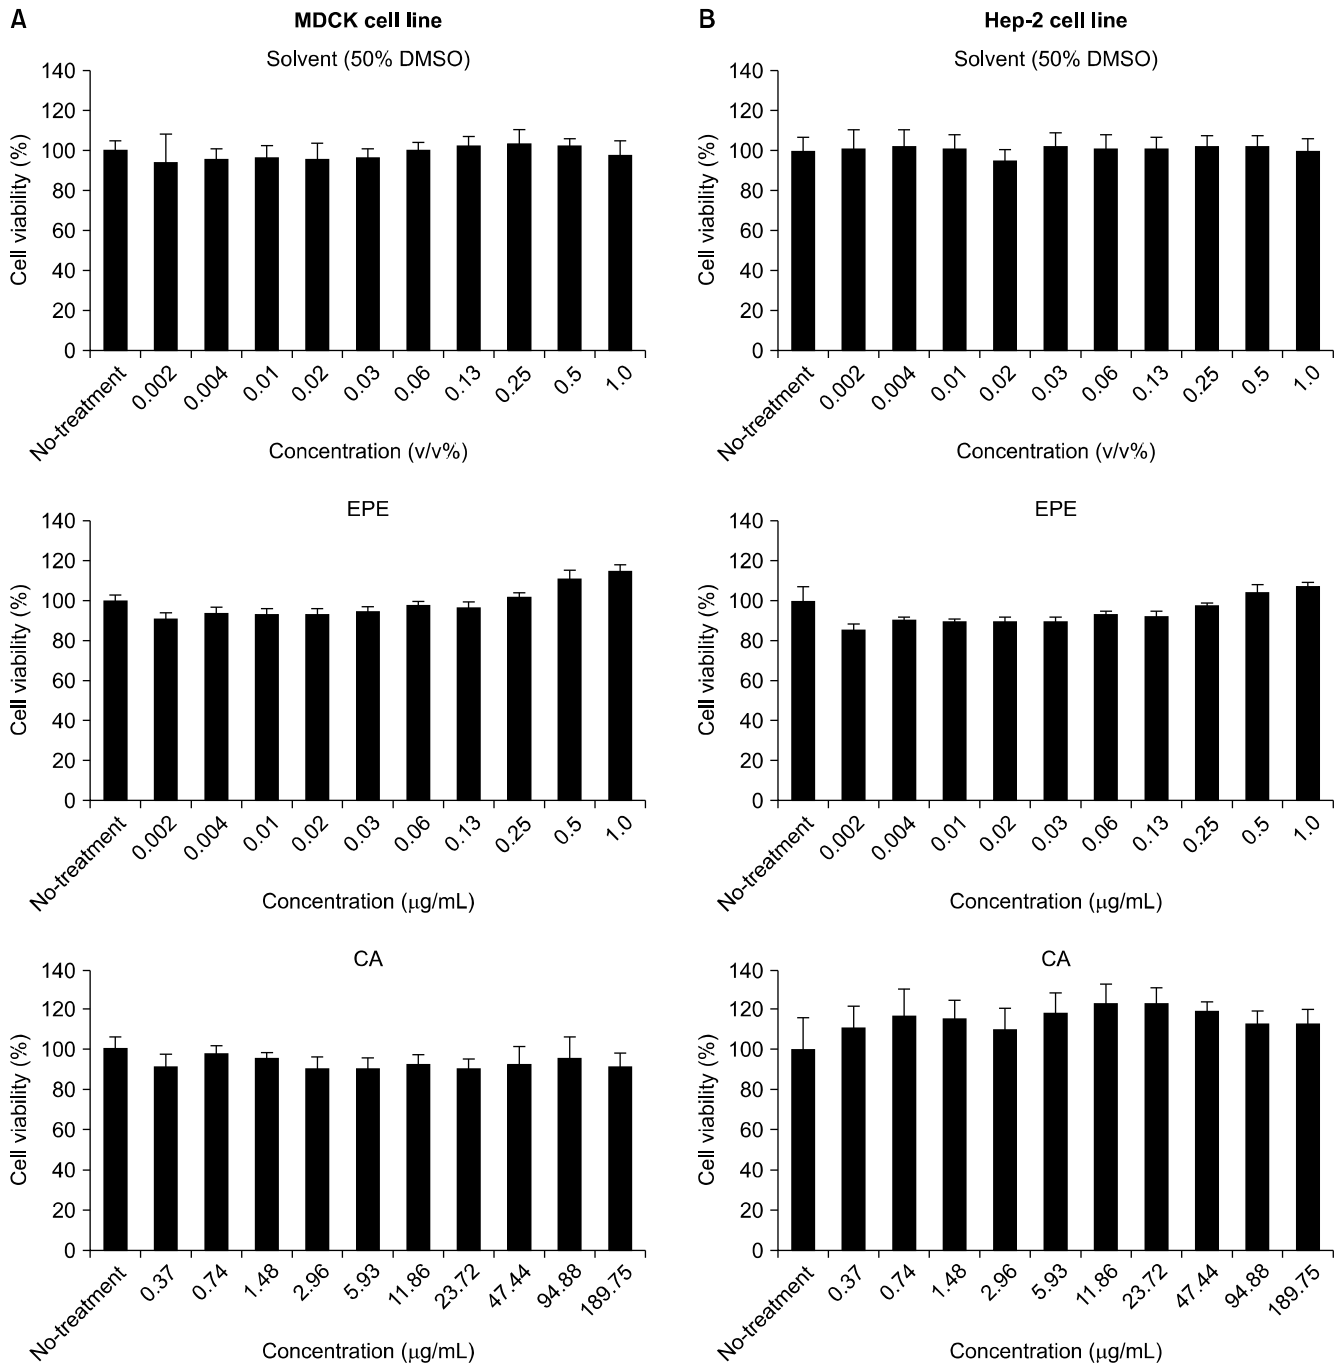 A
MDCK cell line
Solvent (50% DMSO)
Cell viability (%)
140
120
100
80
60
40
20
0
No-treatment 0.002 0.004 0.01 0.02 0.03 0.06 0.13 0.25 0.5 1.0
Concentration (v/v%)
EPE
Cell viability (%)
140
120
100
80
60
40
20
0
No-treatment 0.002 0.004 0.01 0.02 0.03 0.06 0.13 0.25 0.5 1.0
Concentration (μg/mL)
CA
Cell viability (%)
140
120
100
80
60
40
20
0
No-treatment 0.37 0.74 1.48 2.96 5.93 11.86 23.72 47.44 94.88 189.75
Concentration (μg/mL)
B
Hep-2 cell line
Solvent (50% DMSO)
Cell viability (%)
140
120
100
80
60
40
20
0
No-treatment 0.002 0.004 0.01 0.02 0.03 0.06 0.13 0.25 0.5 1.0
Concentration (v/v%)
EPE
Cell viability (%)
140
120
100
80
60
40
20
0
No-treatment 0.002 0.004 0.01 0.02 0.03 0.06 0.13 0.25 0.5 1.0
Concentration (μg/mL)
CA
Cell viability (%)
140
120
100
80
60
40
20
0
No-treatment 0.37 0.74 1.48 2.96 5.93 11.86 23.72 47.44 94.88 189.75
Concentration (μg/mL)